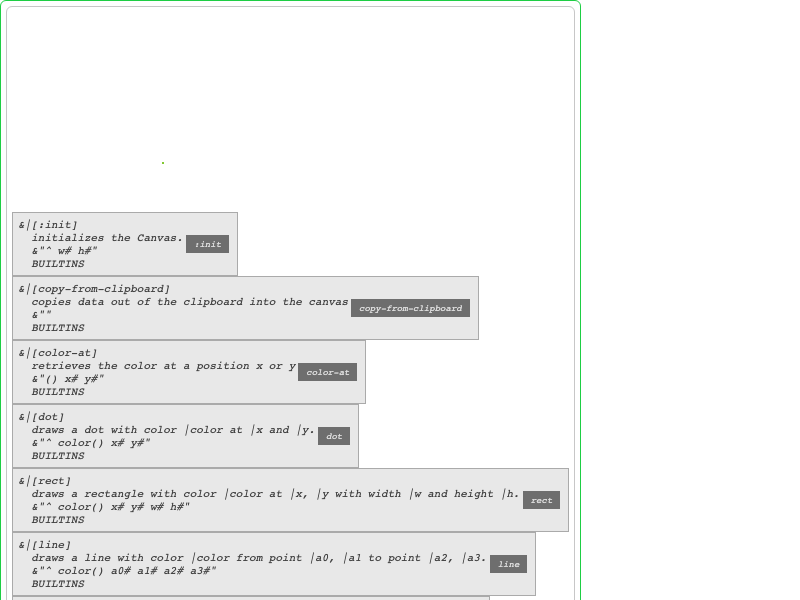 &|[:init]
initializes the Canvas. :init
&"^ w# h#"
BUILTINS
&|[copy-from-clipboard]
copies data out of the clipboard into the canvas copy-from-clipboard
&""
BUILTINS
&|[color-at]
retrieves the color at a position x or y color-at
&"() x# y#"
BUILTINS
&|[dot]
draws a dot with color |color at |x and |y. dot
&"^ color() x# y#"
BUILTINS
&|[rect]
draws a rectangle with color |color at |x, |y with width |w and height |h. rect
&"^ color() x# y# w# h#"
BUILTINS
&|[line]
draws a line with color |color from point |a0, |a1 to point |a2, |a3. line
&"^ color() a0# a1# a2# a3#"
BUILTINS